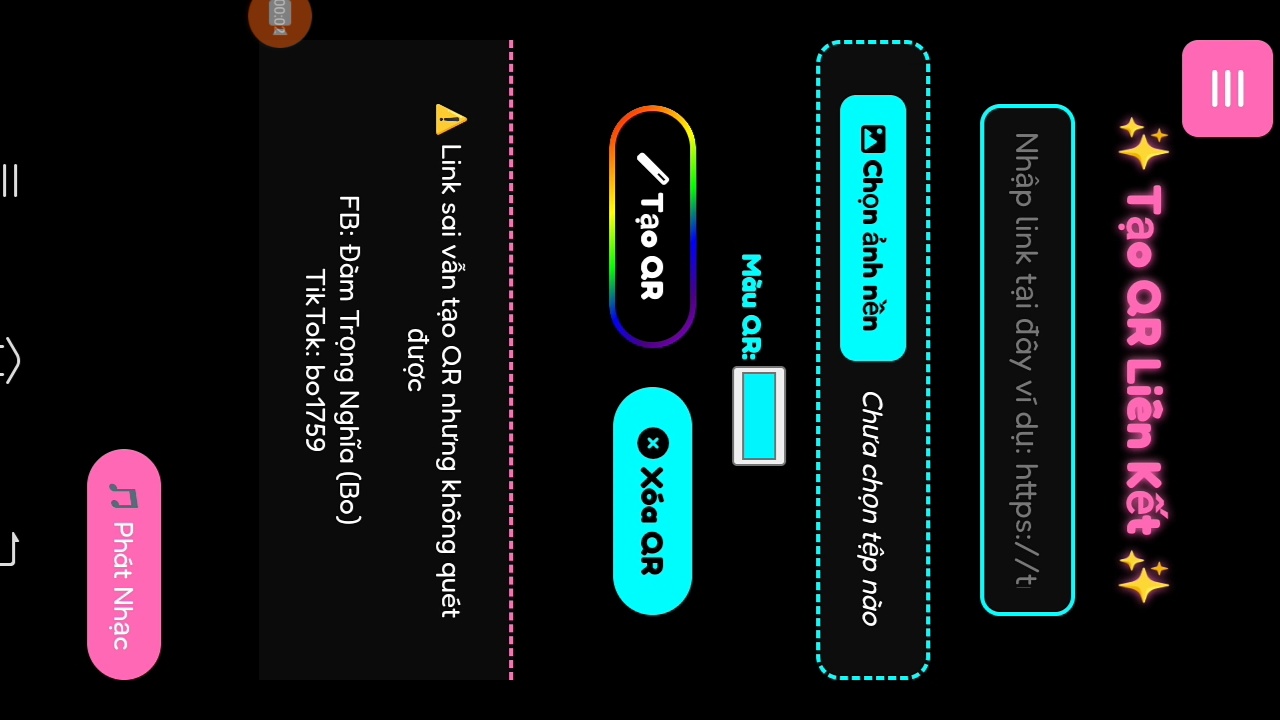 ✨ Tạo QR Liên Kết ✨
Nhập link tại đây ví dụ: https://t
Chọn ảnh nền Chưa chọn tệp nào
Mầu QR:
Tạo QR Xóa QR
⚠️ Link sai vẫn tạo QR nhưng không quét
được
FB: Đàm Trọng Nghĩa (Bo)
TikTok: bo1759
🎵 Phát Nhạc